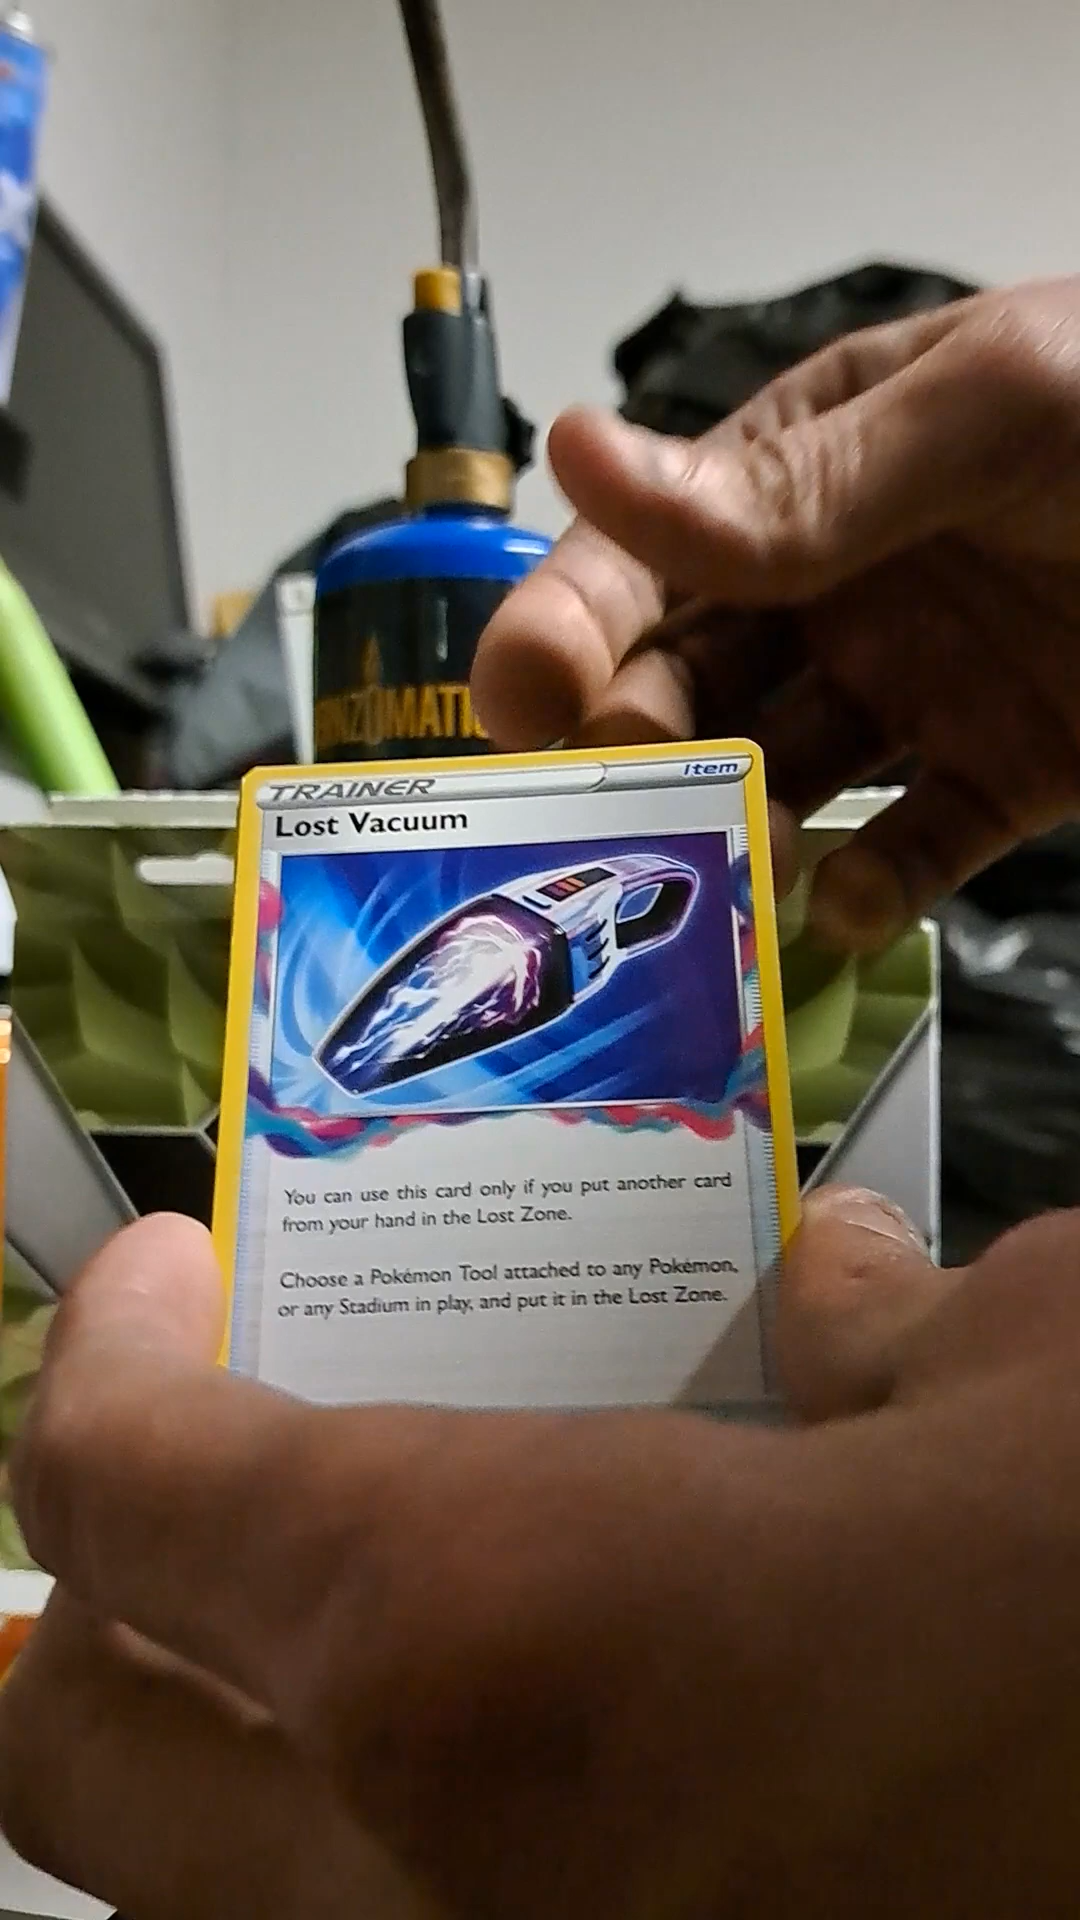 TRAINER
Item
Lost Vacuum
You can use this card only if you put another card
from your hand in the Lost Zone.
Choose a Pokémon Tool attached to any Pokémon,
or any Stadium in play, and put it in the Lost Zone.